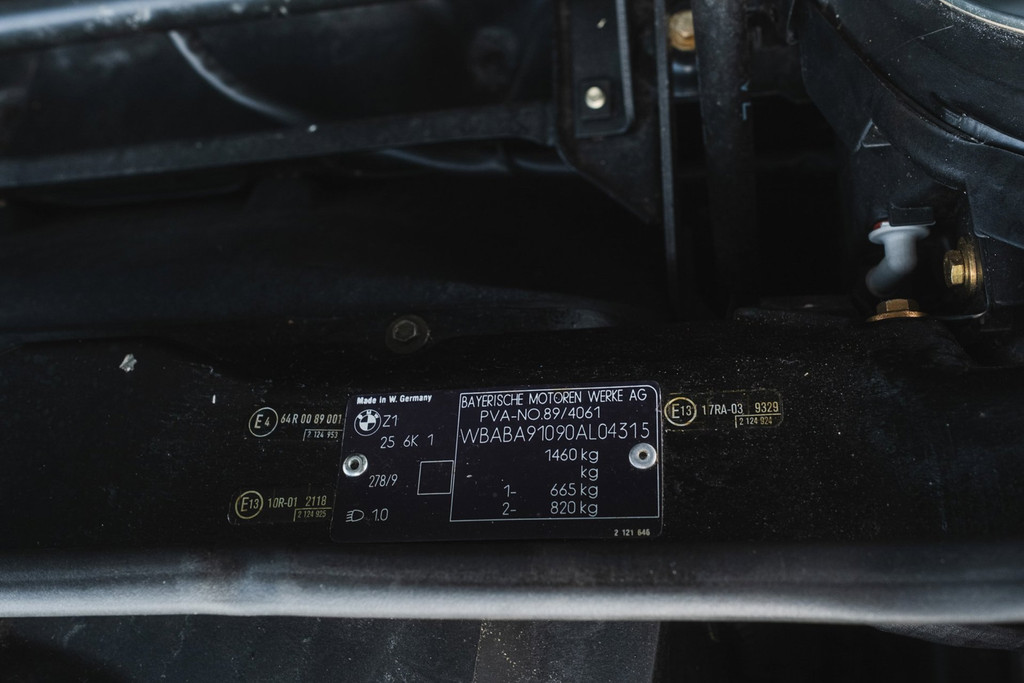 Made in W. Germany
BMW Z1
25 6K 1
278/9
1.0
BAYERISCHE MOTOREN WERKE AG
PVA-NO.89/4061
WBABA91090AL04315
1460 kg
kg
1- 665 kg
2- 820 kg
2 121 646
E4 64R 00 89 001
2 124 953
E13 10R-01 2118
2 124 925
E13 17RA-03 9329
2 124 924